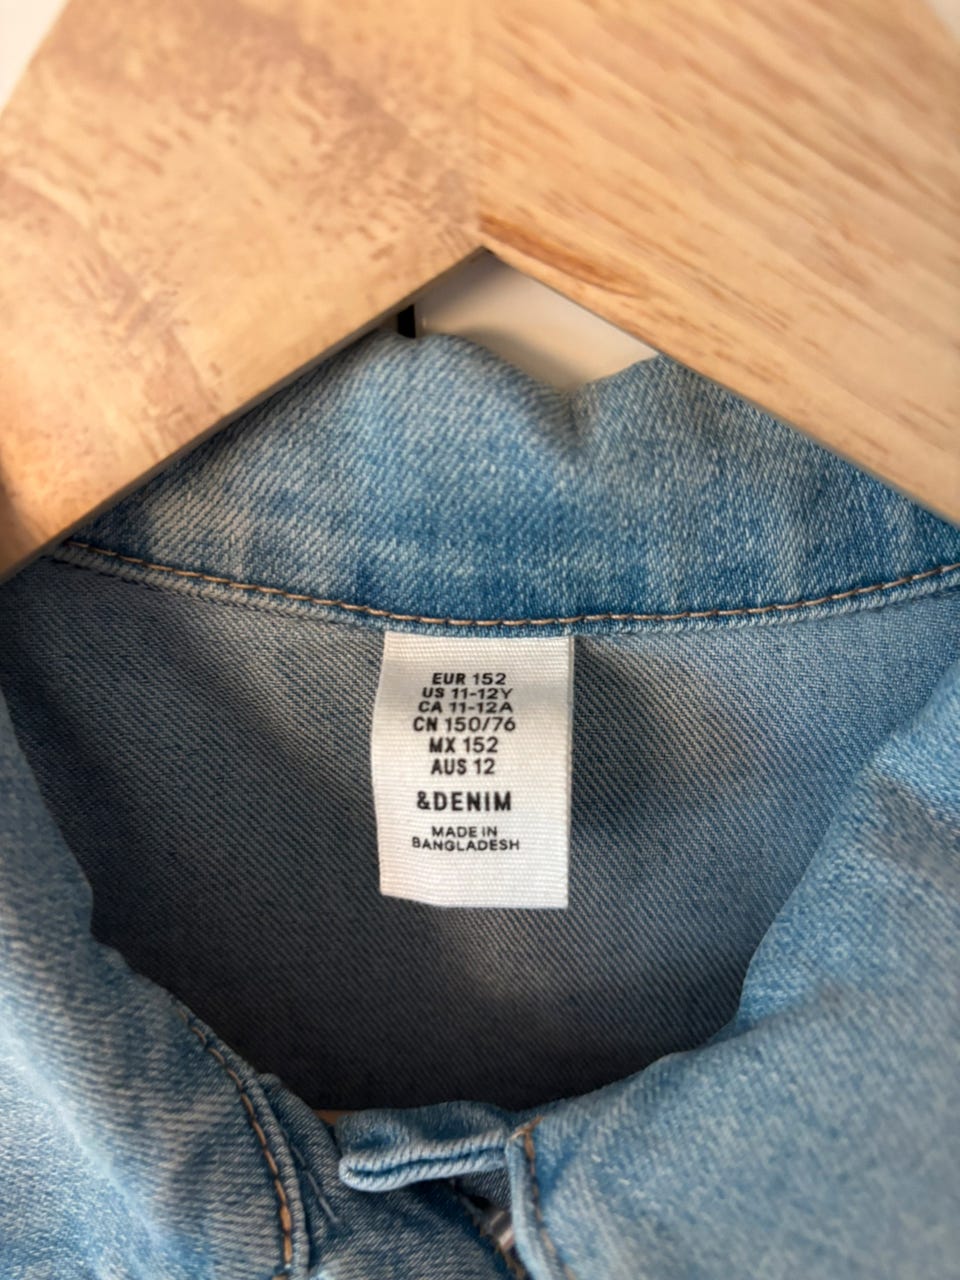 EUR 152
US 11-12Y
CA 11-12A
CN 150/76
MX 152
AUS 12
&DENIM
MADE IN
BANGLADESH